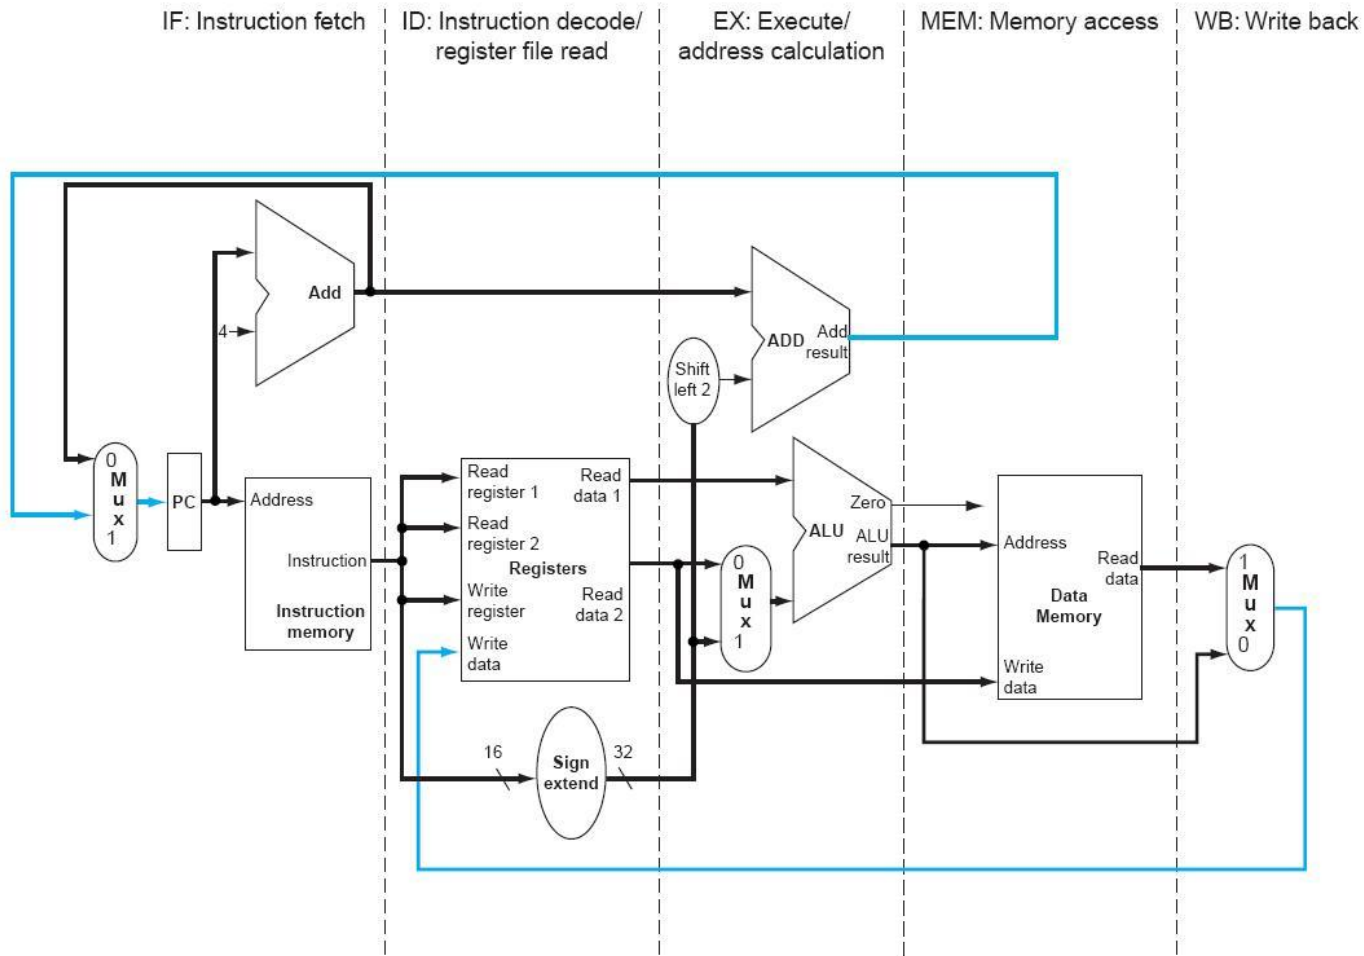 IF: Instruction fetch
ID: Instruction decode/
register file read
EX: Execute/
address calculation
MEM: Memory access
WB: Write back
Add
4
ADD
Add
result
Shift
left 2
0
M
u
x
1
PC
Address
Instruction
Instruction
memory
Read
register 1
Read
register 2
Registers
Write
register
Write
data
Read
data 1
Read
data 2
0
M
u
x
1
Zero
ALU
ALU
result
Address
Read
data
Data
Memory
Write
data
1
M
u
x
0
16
Sign
extend
32